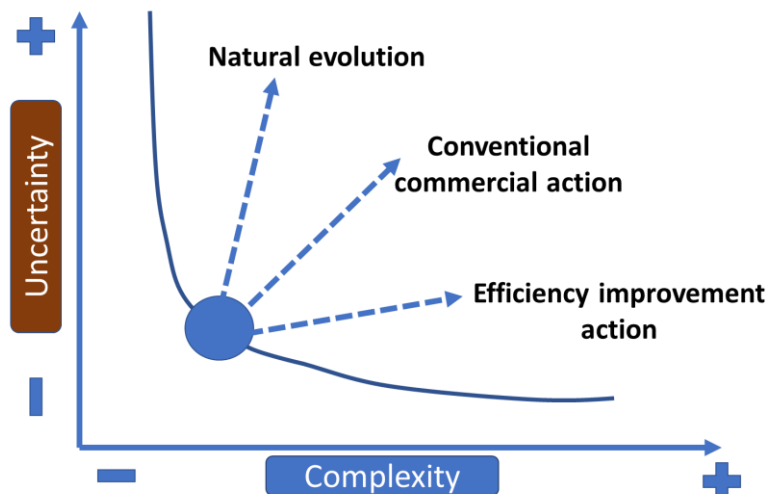 Natural evolution
Conventional
commercial action
Efficiency improvement
action
Uncertainty
Complexity